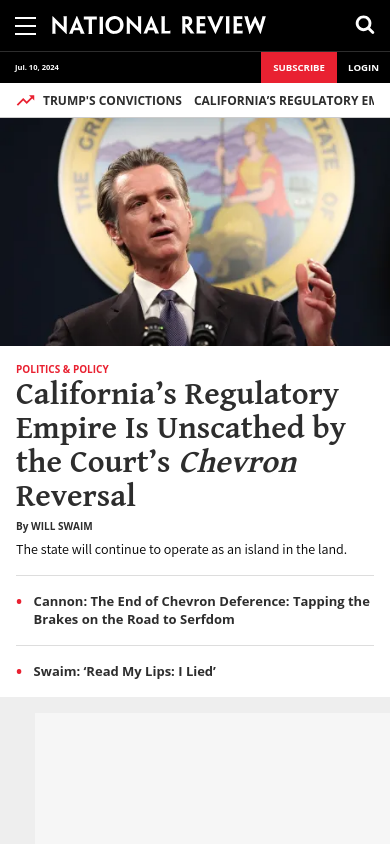 NATIONAL REVIEW
Jul. 10, 2024
SUBSCRIBE
LOGIN
TRUMP'S CONVICTIONS CALIFORNIA'S REGULATORY EM
THE GR
STATE
OF
POLITICS & POLICY
California’s Regulatory
Empire Is Unscathed by
the Court’s Chevron
Reversal
By WILL SWAIM
The state will continue to operate as an island in the land.
• Cannon: The End of Chevron Deference: Tapping the
Brakes on the Road to Serfdom
• Swaim: ‘Read My Lips: I Lied’